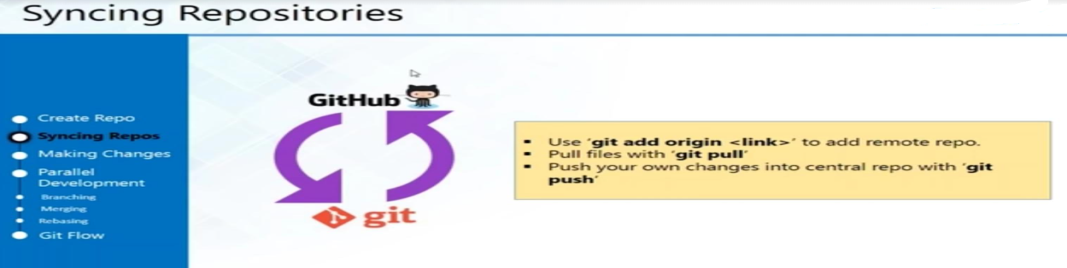 Syncing Repositories
Create Repo
Syncing Repos
Making Changes
Parallel
Development
Branching
Merging
Rebasing
Git Flow
GitHub
git
▪ Use ‘git add origin <link>’ to add remote repo.
▪ Pull files with ‘git pull’
▪ Push your own changes into central repo with ‘git
push’